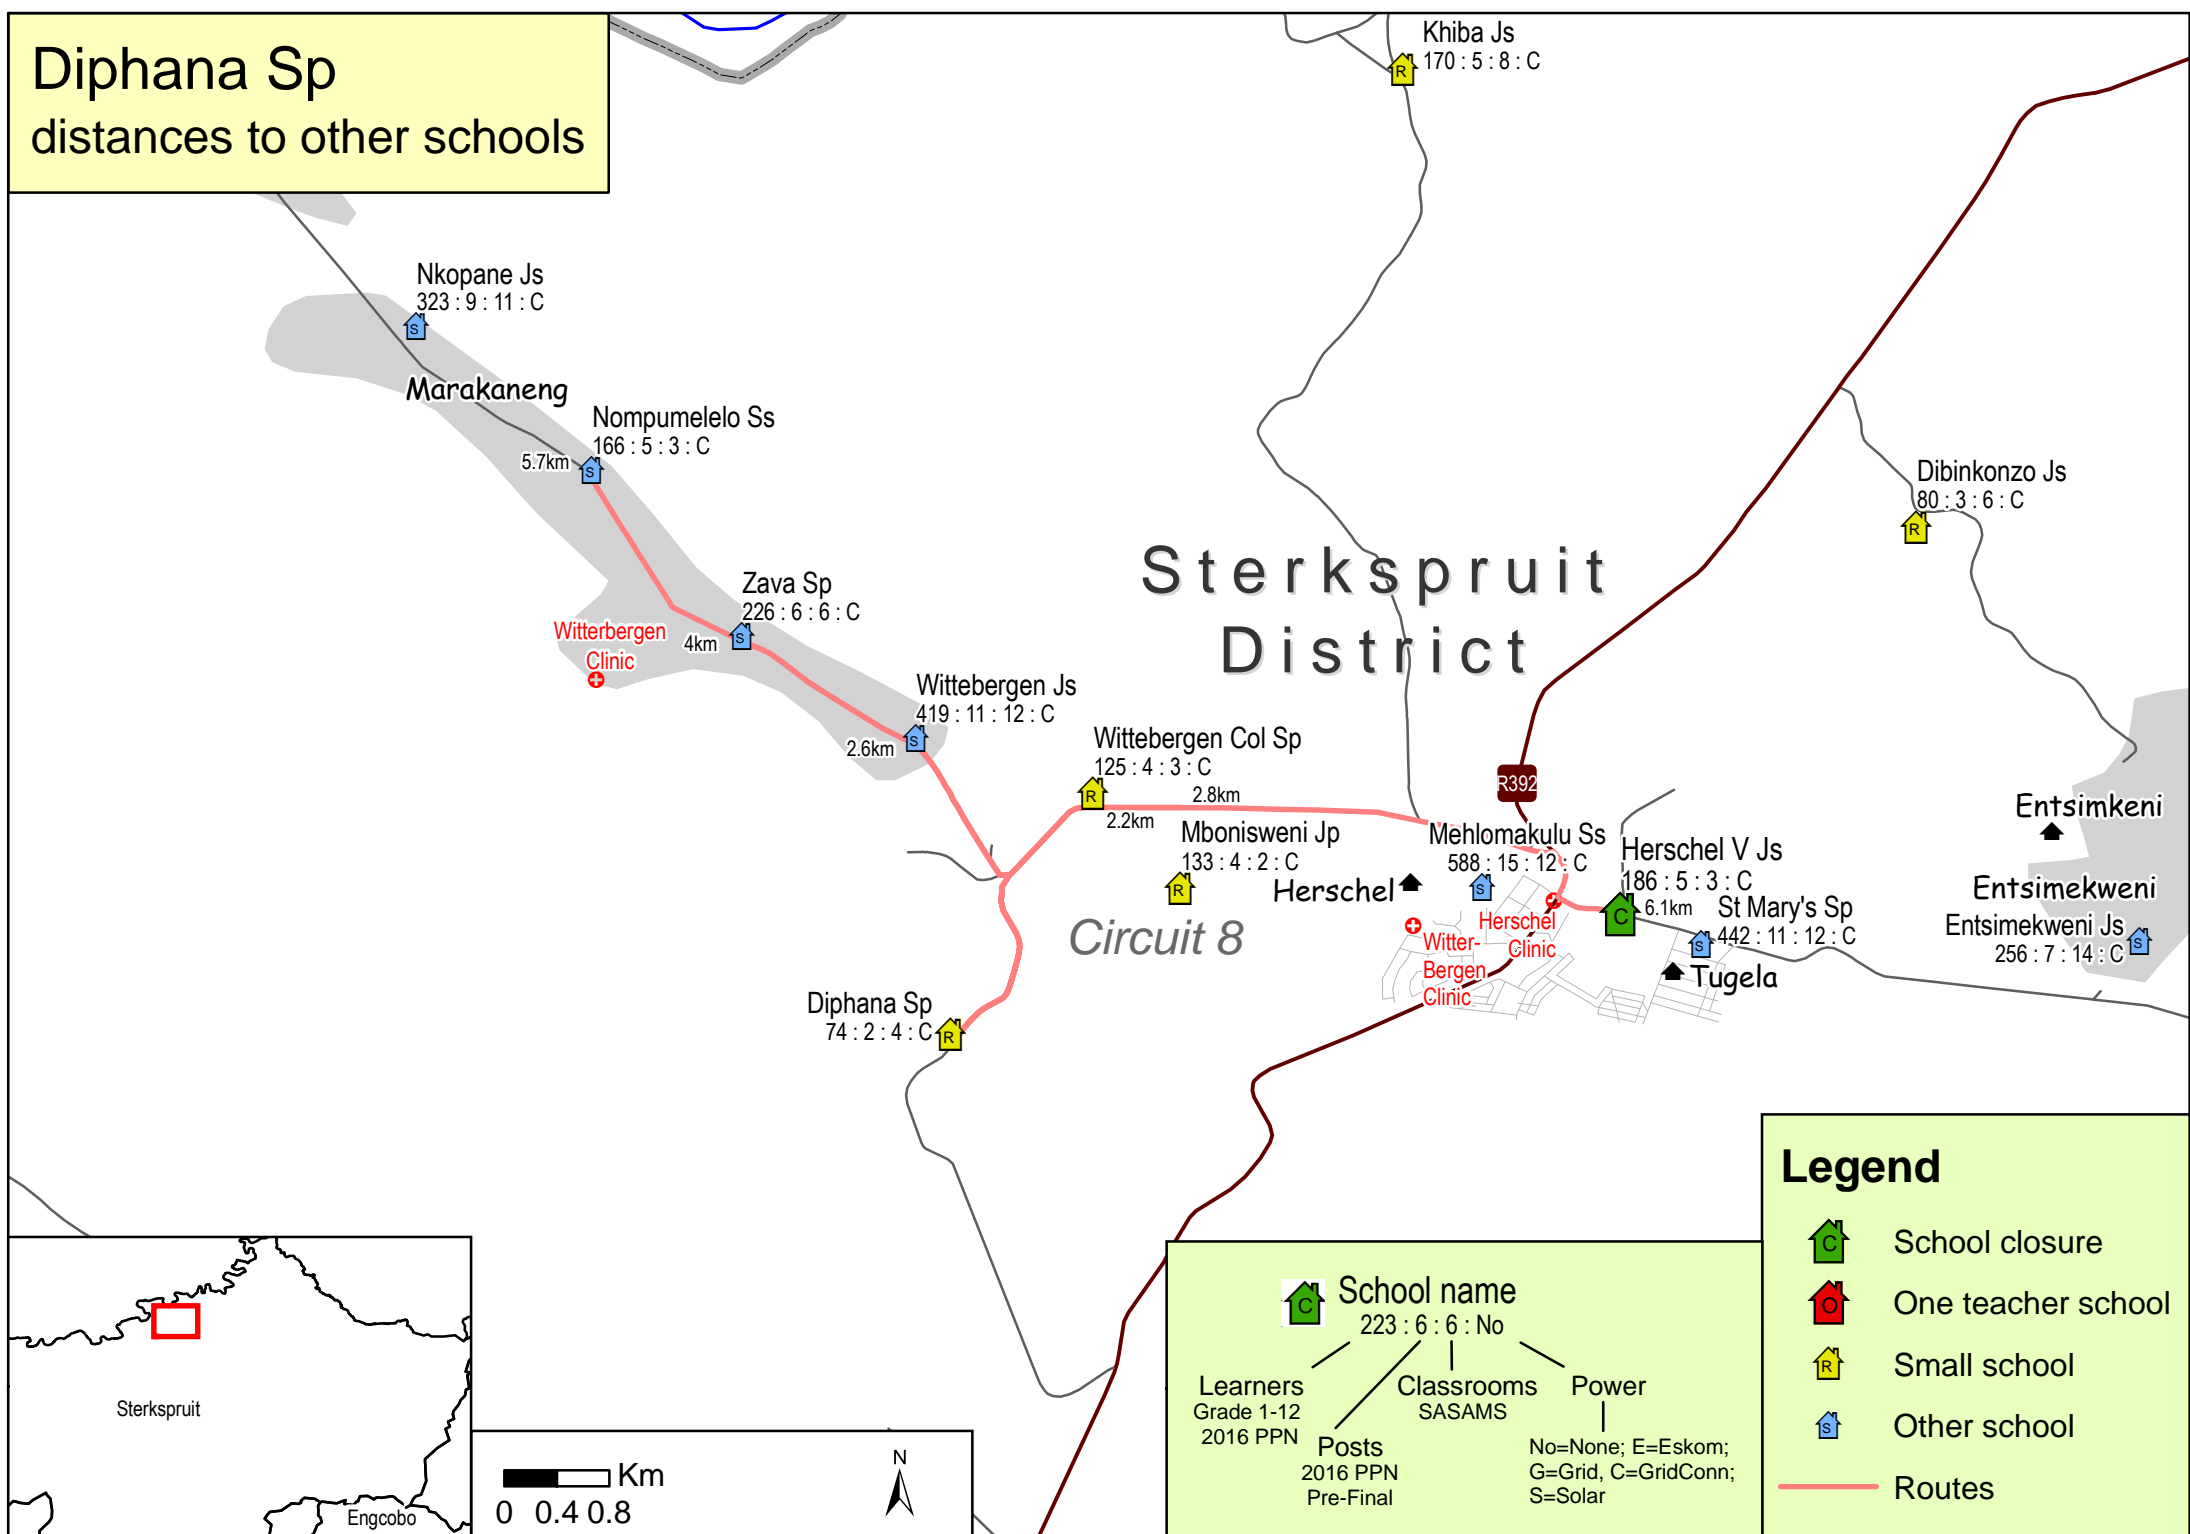 Diphana Sp
distances to other schools
Khiba Js
170 : 5 : 8 : C
R
Nkopane Js
323 : 9 : 11 : C
S
Marakaneng
Nompumelelo Ss
166 : 5 : 3 : C
5.7km
S
Dibinkonzo Js
80 : 3 : 6 : C
R
Sterkspruit
District
Zava Sp
226 : 6 : 6 : C
4km
S
Witterbergen
Clinic
Wittebergen Js
419 : 11 : 12 : C
2.6km
S
Wittebergen Col Sp
125 : 4 : 3 : C
R
2.8km
2.2km
R392
Entsimkeni
Mbonisweni Jp
133 : 4 : 2 : C
R
Mehlomakulu Ss
588 : 15 : 12 : C
S
Herschel
Herschel V Js
186 : 5 : 3 : C
6.1km
C
Entsimekweni
Entsimekweni Js
256 : 7 : 14 : C
S
St Mary's Sp
442 : 11 : 12 : C
S
Herschel
Clinic
Witter-
Bergen
Clinic
Tugela
Circuit 8
Diphana Sp
74 : 2 : 4 : C
R
Legend
C School closure
O One teacher school
R Small school
S Other school
Routes
C School name
223 : 6 : 6 : No
Learners
Grade 1-12
2016 PPN
Posts
2016 PPN
Pre-Final
Classrooms
SASAMS
Power
No=None; E=Eskom;
G=Grid, C=GridConn;
S=Solar
Sterkspruit
Engcobo
Km
0 0.4 0.8
N